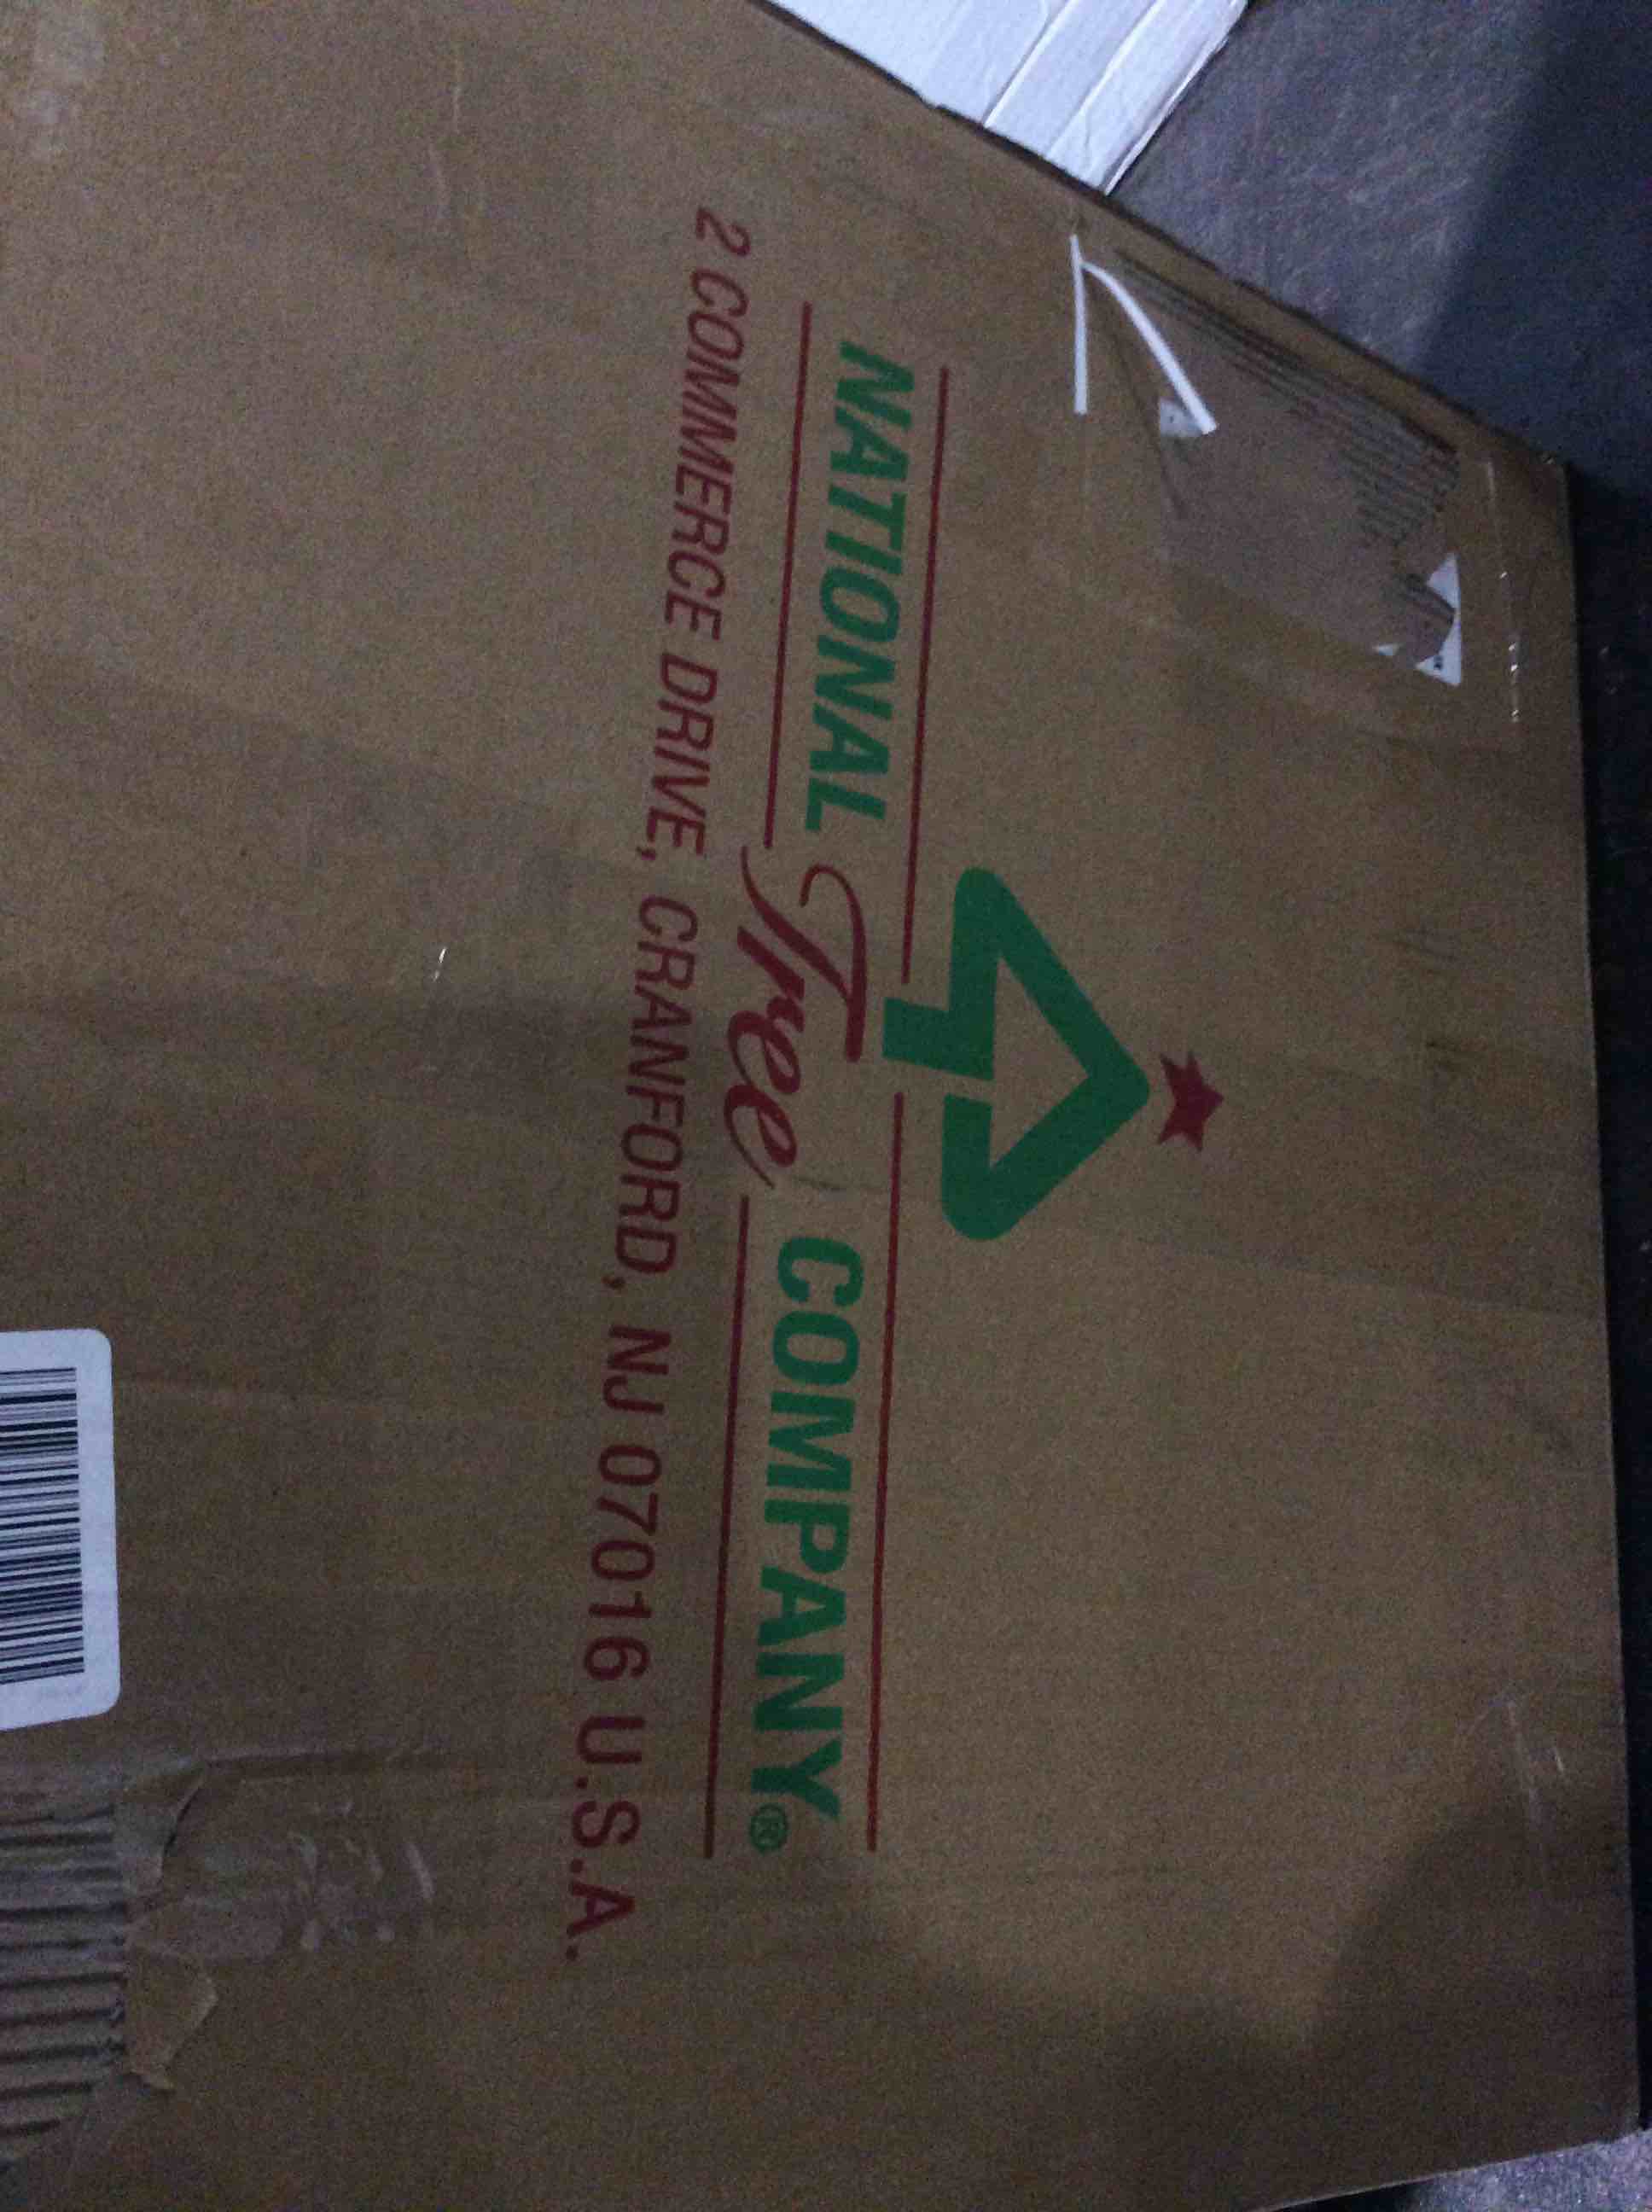 NATIONAL Tree COMPANY®
2 COMMERCE DRIVE, CRANFORD, NJ 07016 U.S.A.